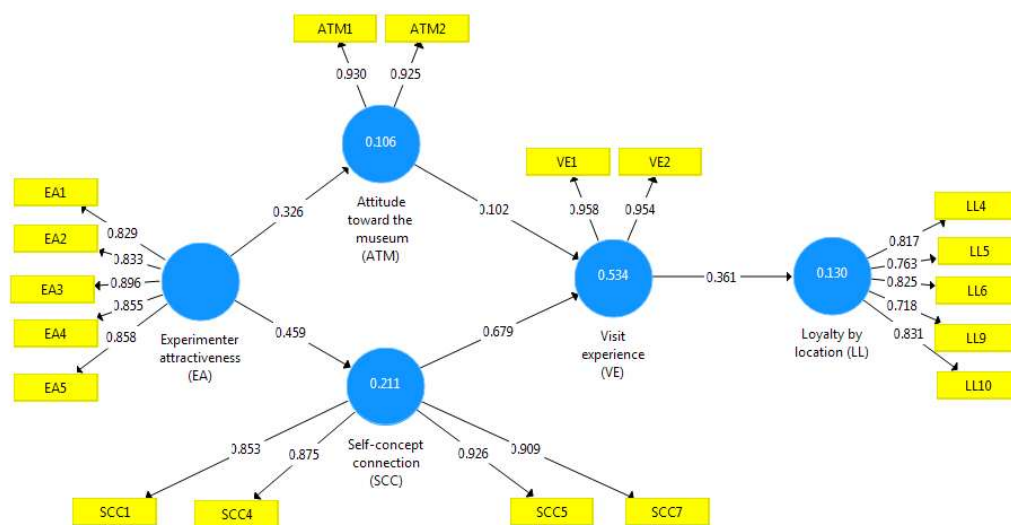 ATM1 ATM2
0.930 0.925
0.106
Attitude
toward the
museum
(ATM)
VE1 VE2
0.958 0.954
EA1
EA2
EA3
EA4
EA5
0.829
0.833
0.896
0.855
0.858
Experimenter
attractiveness
(EA)
0.326
0.459
0.102
0.679
0.534
Visit
experience
(VE)
0.361
0.130
Loyalty by
location (LL)
0.817
0.763
0.825
0.718
0.831
LL4
LL5
LL6
LL9
LL10
0.211
Self-concept
connection
(SCC)
0.853 0.875 0.926 0.909
SCC1 SCC4 SCC5 SCC7